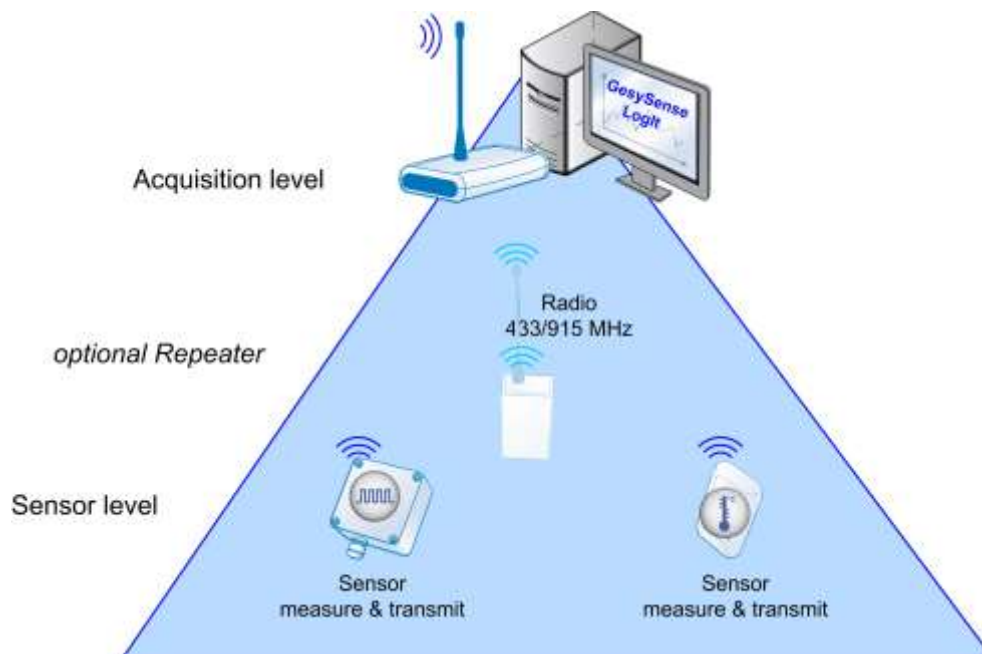 GesySense
LogIt
Acquisition level
Radio
433/915 MHz
optional Repeater
Sensor level
Sensor
measure & transmit
Sensor
measure & transmit